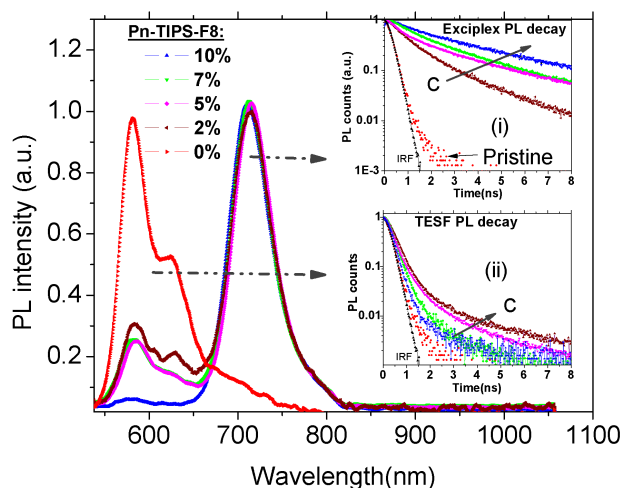 Pn-TIPS-F8:
10%
7%
5%
2%
0%
PL intensity (a.u.)
1.0
0.8
0.6
0.4
0.2
600
700
800
900
1000
1100
Wavelength(nm)
Exciplex PL decay
PL counts (a.u.)
1
0.1
0.01
1E-3
C
(i)
Pristine
IRF
0 1 2 3 4 5 6 7 8
Time(ns)
TESF PL decay
PL counts
1
0.1
0.01
(ii)
C
IRF
0 1 2 3 4 5 6 7 8
Time(ns)